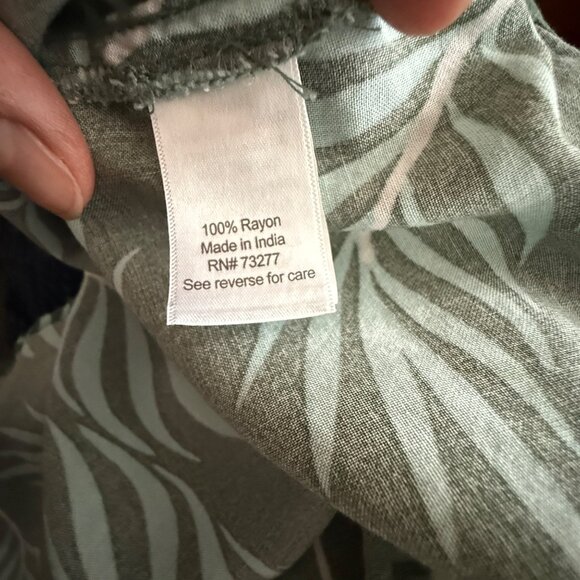 100% Rayon
Made in India
RN# 73277
See reverse for care